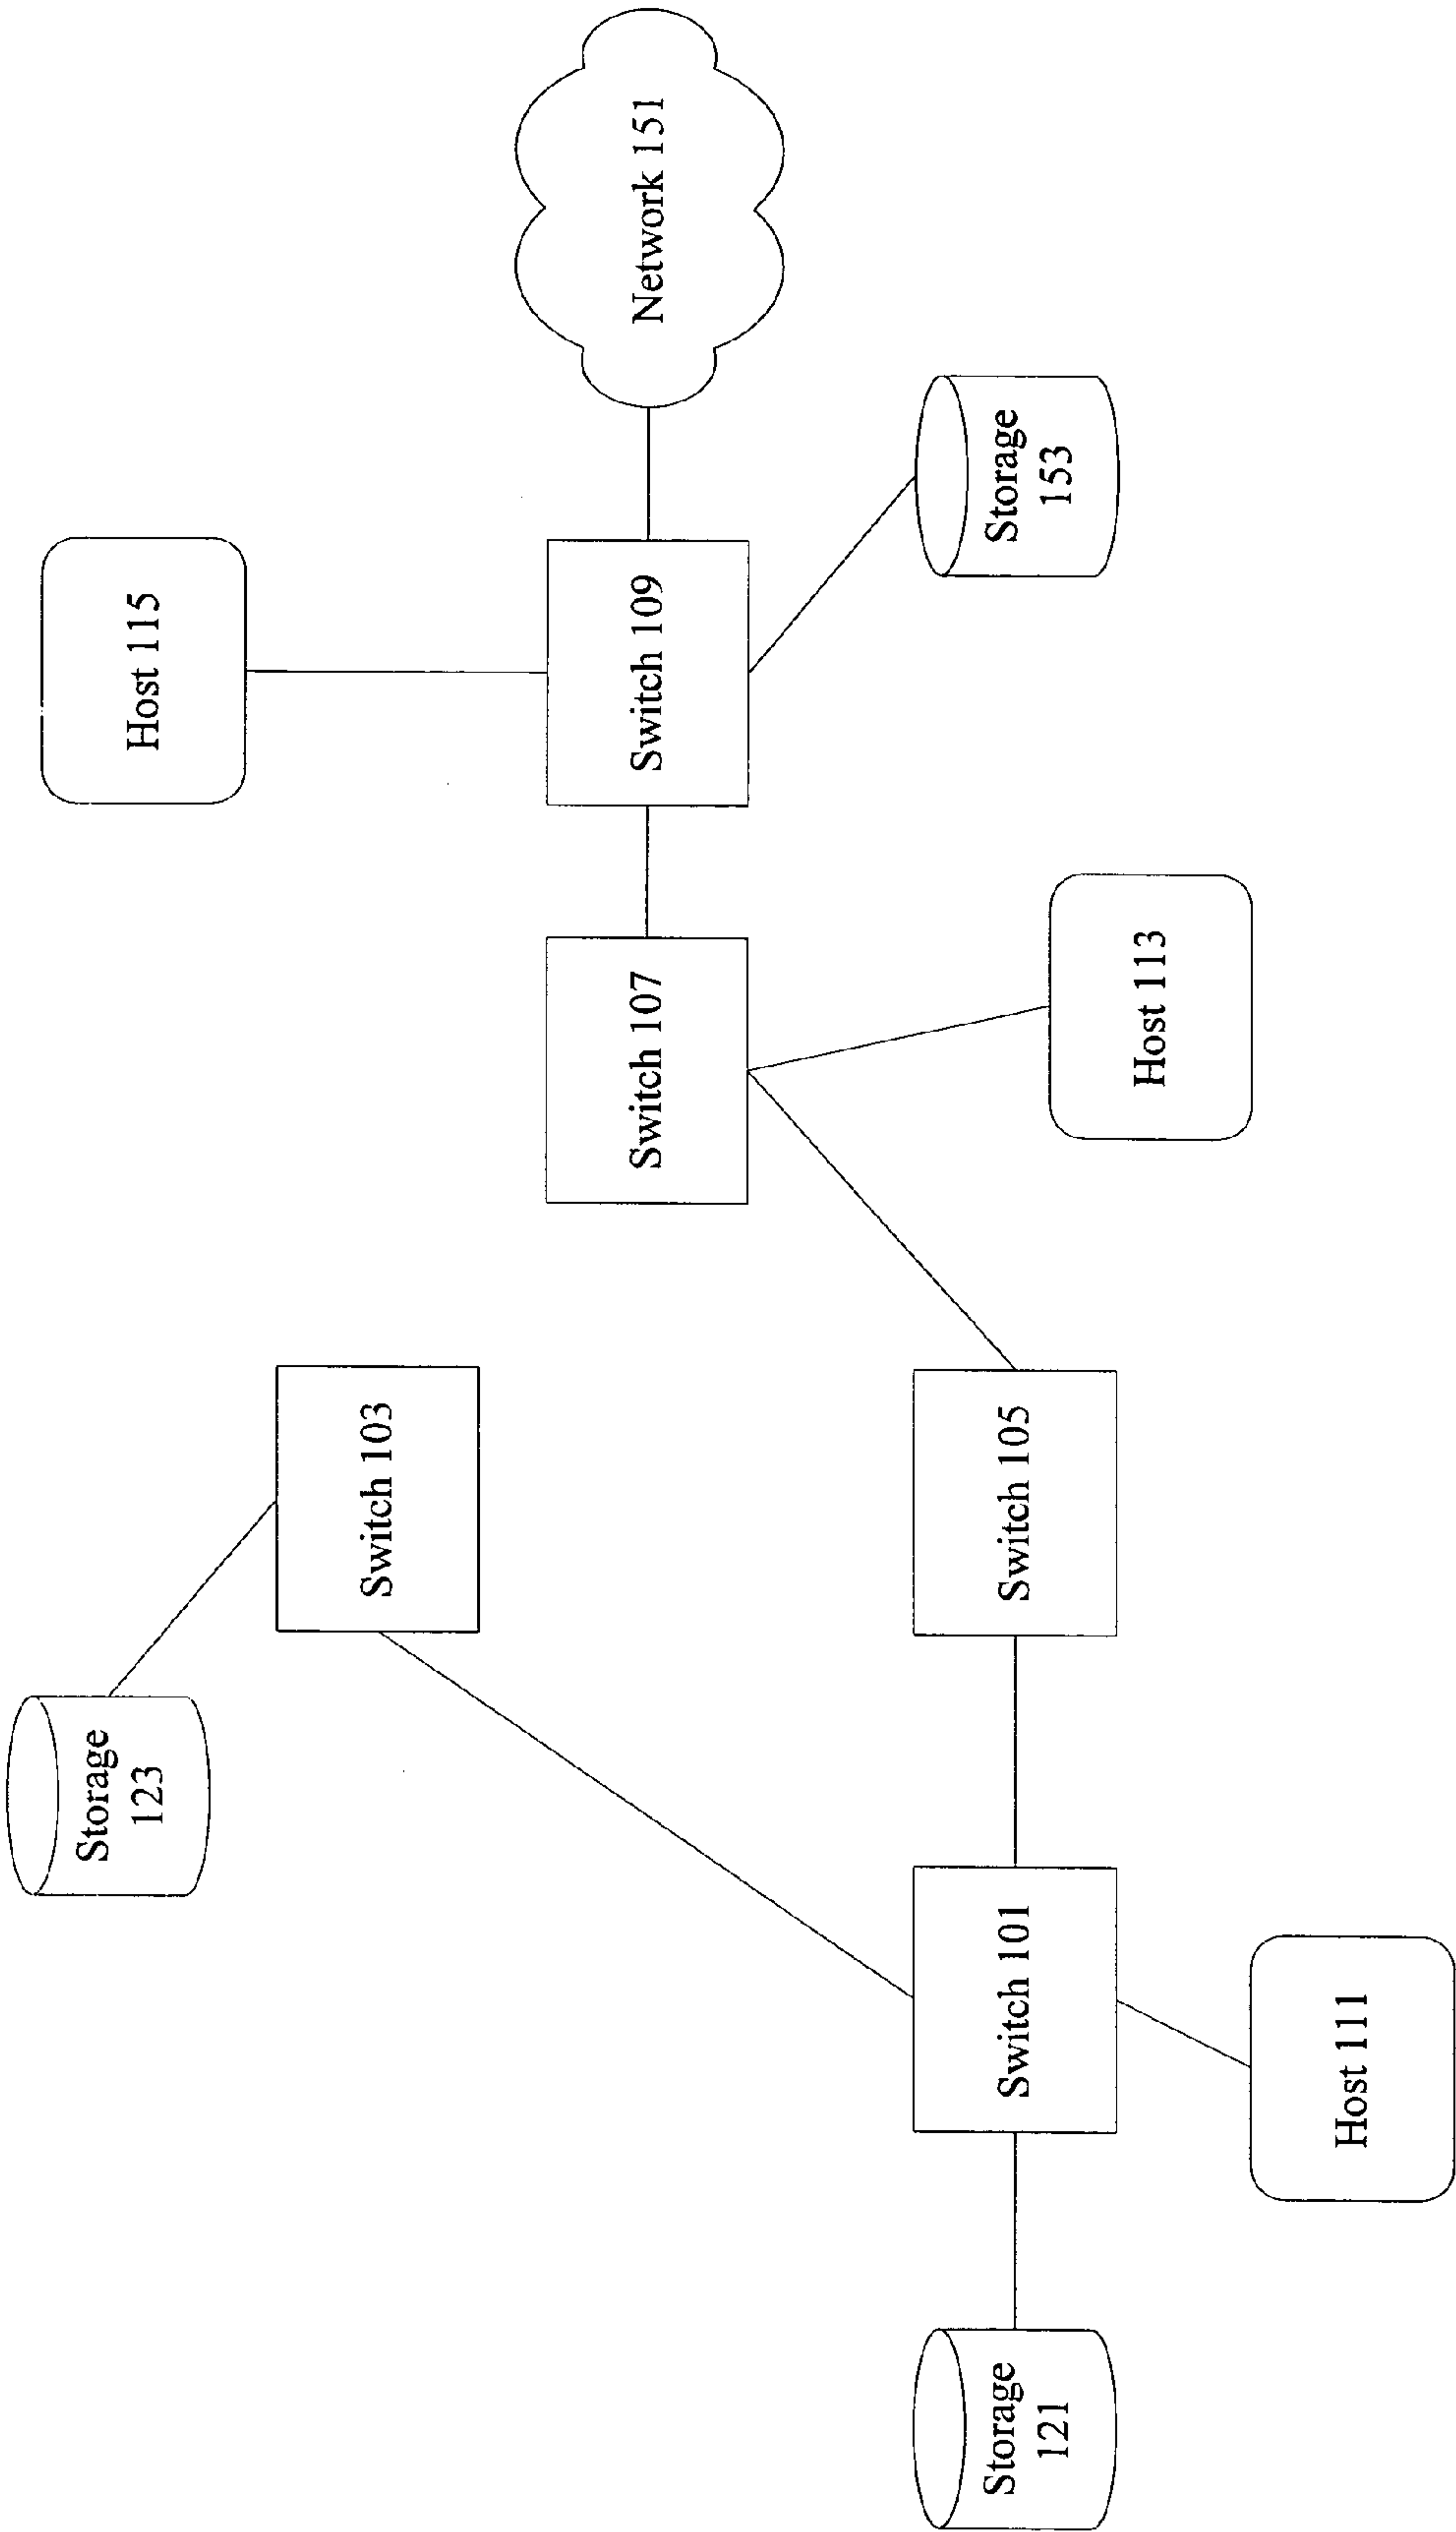 Storage
123
Host 115
Switch 103
Switch 107
Switch 109
Network 151
Storage
121
Switch 101
Switch 105
Storage
153
Host 113
Host 111